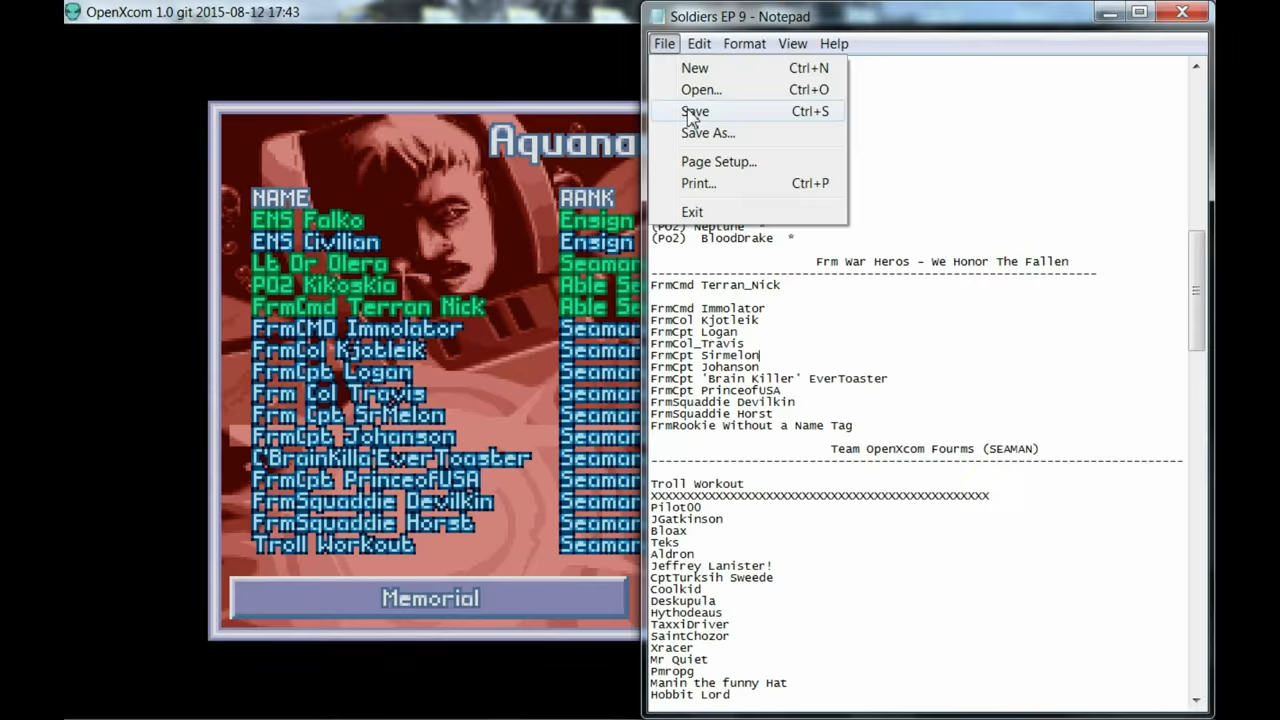 OpenXcom 1.0 git 2015-08-12 17:43
Aquana
NAME RANK
ENS Falko Ensign
ENS Civilian Ensign
Lt Dr Olera Seaman
PO2 Kikoskia Able Se
FrmCmd Terran Nick Able Se
FrmCMD Immolator Seaman
FrmCol Kjotleik Seaman
FrmCpt Logan Seaman
Frm Col Travis Seaman
Frm Cpt SrMelon Seaman
FrmCpt Johanson Seaman
C'BrainKilla'EverToaster Seaman
FrmCpt PrinceofUSA Seaman
FrmSquaddie Devilkin Seaman
FrmSquaddie Horst Seaman
Troll Workout Seaman
Memorial
Soldiers EP 9 - Notepad
File Edit Format View Help
New Ctrl+N
Open... Ctrl+O
Save Ctrl+S
Save As...
Page Setup...
Print... Ctrl+P
Exit
(Po2) Neptune *
(Po2) BloodDrake *
Frm War Heros - We Honor The Fallen
--------------------------------------------------------------
FrmCmd Terran_Nick
FrmCmd Immolator
FrmCol Kjotleik
FrmCpt Logan
FrmCol_Travis
FrmCpt Sirmelon
FrmCpt Johanson
FrmCpt 'Brain Killer' EverToaster
FrmCpt PrinceofUSA
FrmSquaddie Devilkin
FrmSquaddie Horst
FrmRookie Without a Name Tag
Team OpenXcom Fourms (SEAMAN)
--------------------------------------------------------------------------
Troll Workout
xxxxxxxxxxxxxxxxxxxxxxxxxxxxxxxxxxxxxxxxxxxxxxx
Pilot00
JGatkinson
Bloax
Teks
Aldron
Jeffrey Lanister!
CptTurksih Sweede
Coolkid
Deskupula
Hythodeaus
TaxxiDriver
SaintChozor
Xracer
Mr Quiet
Pmropg
Manin the funny Hat
Hobbit Lord